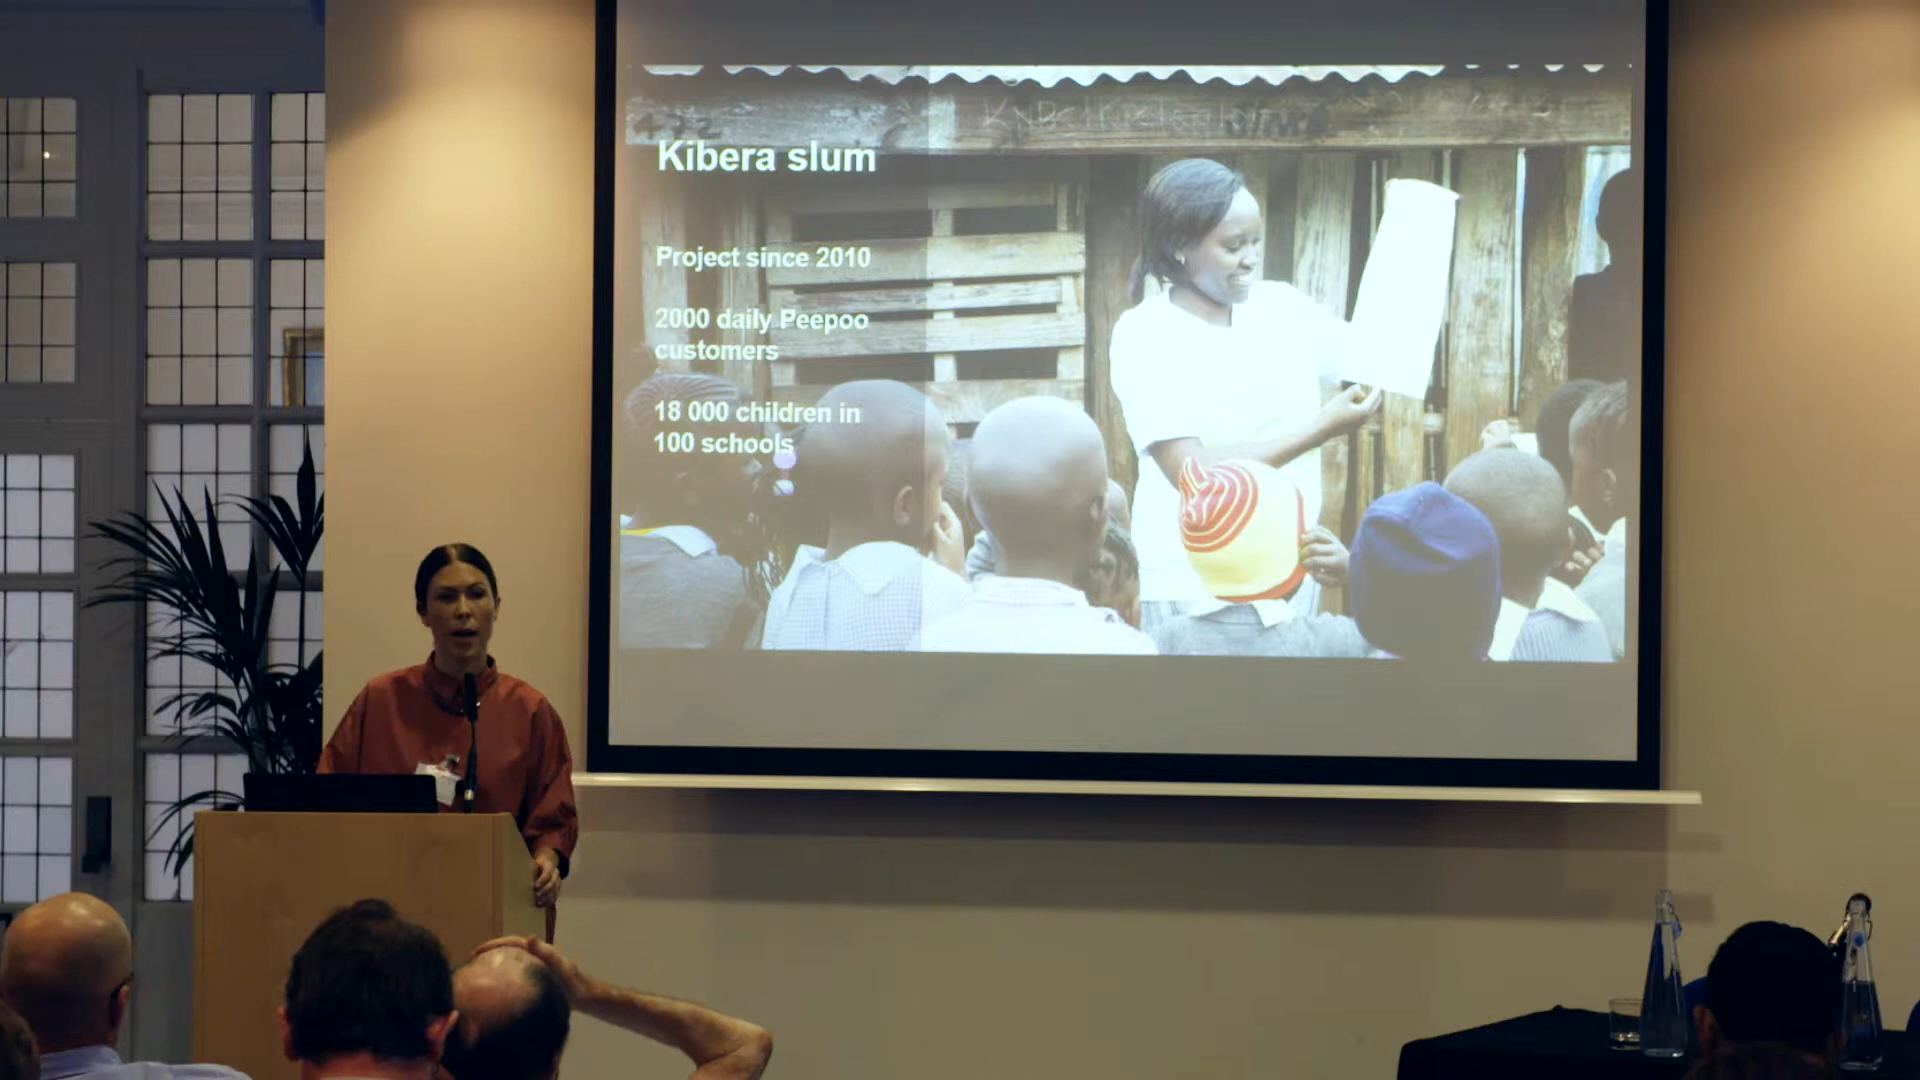 Kibera slum
Project since 2010
2000 daily Peepoo
customers
18 000 children in
100 schools